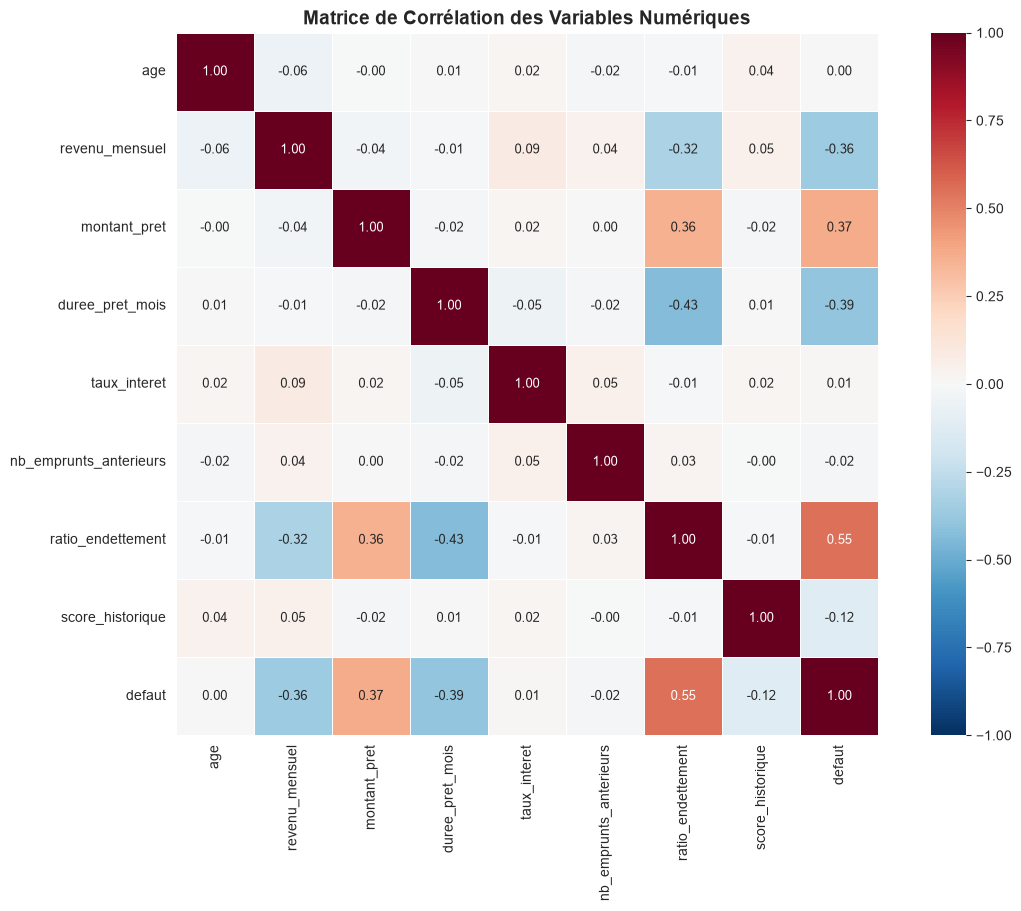 Matrice de Corrélation des Variables Numériques
age 1.00 -0.06 -0.00 0.01 0.02 -0.02 -0.01 0.04 0.00
revenu_mensuel -0.06 1.00 -0.04 -0.01 0.09 0.04 -0.32 0.05 -0.36
montant_pret -0.00 -0.04 1.00 -0.02 0.02 0.00 0.36 -0.02 0.37
duree_pret_mois 0.01 -0.01 -0.02 1.00 -0.05 -0.02 -0.43 0.01 -0.39
taux_interet 0.02 0.09 0.02 -0.05 1.00 0.05 -0.01 0.02 0.01
nb_emprunts_anterieurs -0.02 0.04 0.00 -0.02 0.05 1.00 0.03 -0.00 -0.02
ratio_endettement -0.01 -0.32 0.36 -0.43 -0.01 0.03 1.00 -0.01 0.55
score_historique 0.04 0.05 -0.02 0.01 0.02 -0.00 -0.01 1.00 -0.12
defaut 0.00 -0.36 0.37 -0.39 0.01 -0.02 0.55 -0.12 1.00
age
revenu_mensuel
montant_pret
duree_pret_mois
taux_interet
nb_emprunts_anterieurs
ratio_endettement
score_historique
defaut
1.00
0.75
0.50
0.25
0.00
−0.25
−0.50
−0.75
−1.00